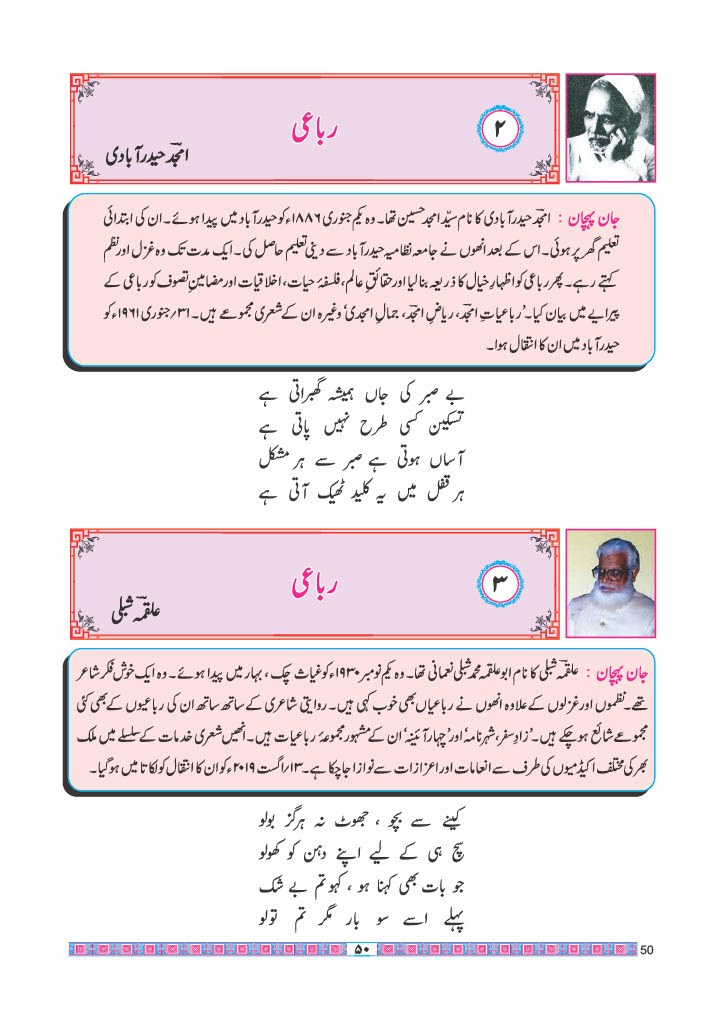 رباعی
۲
امجدؔ حیدرآبادی
جان پہچان : امجدؔ حیدرآبادی کا نام سیّد امجد حسین تھا۔ وہ یکم جنوری ۱۸۸۶ء کو حیدرآباد میں پیدا ہوئے۔ ان کی ابتدائی
تعلیم گھر پر ہوئی۔ اس کے بعد انھوں نے جامعہ نظامیہ حیدرآباد سے دینی تعلیم حاصل کی۔ ایک مدت تک وہ غزل اور نظم
کہتے رہے۔ پھر رباعی کو اظہارِ خیال کا ذریعہ بنالیا اور حقائقِ عالم، فلسفۂ حیات، اخلاقیات اور مضامینِ تصوف کو رباعی کے
پیرایے میں بیان کیا۔ ’رباعیاتِ امجدؔ، ریاضِ امجدؔ، جمالِ امجدی‘ وغیرہ ان کے شعری مجموعے ہیں۔ ۳۱؍ جنوری ۱۹۶۱ء کو
حیدرآباد میں ان کا انتقال ہوا۔
بے صبر کی جاں ہمیشہ گھبراتی ہے
تسکین کسی طرح نہیں پاتی ہے
آساں ہوتی ہے صبر سے ہر مشکل
ہر قفل میں یہ کلید ٹھیک آتی ہے
رباعی
۳
علقمہؔ شبلی
جان پہچان : علقمہؔ شبلی کا نام ابوعلقمہ محمد شبلی نعمانی تھا۔ وہ یکم نومبر ۱۹۳۰ء کو غیاث چک ، بہار میں پیدا ہوئے۔ وہ ایک خوش فکر شاعر
تھے۔ نظموں اور غزلوں کے علاوہ انھوں نے رباعیاں بھی خوب کہی ہیں۔ روایتی شاعری کے ساتھ ساتھ ان کی رباعیوں کے بھی کئی
مجموعے شائع ہوچکے ہیں۔ ’زادِ سفر، شہرنامہ‘ اور ’چہار آئینہ‘ ان کے مشہور مجموعۂ رباعیات ہیں۔ انھیں شعری خدمات کے سلسلے میں ملک
بھر کی مختلف اکیڈمیوں کی طرف سے انعامات اور اعزازات سے نوازا جاچکا ہے۔ ۱۳؍اگست ۲۰۱۹ء کو ان کا انتقال کولکاتا میں ہوگیا۔
کینے سے بچو ، جھوٹ نہ ہرگز بولو
سچ ہی کے لیے اپنے دہن کو کھولو
جو بات بھی کہنا ہو ، کہو تم بے شک
پہلے اسے سو بار مگر تم تولو
۵۰
50